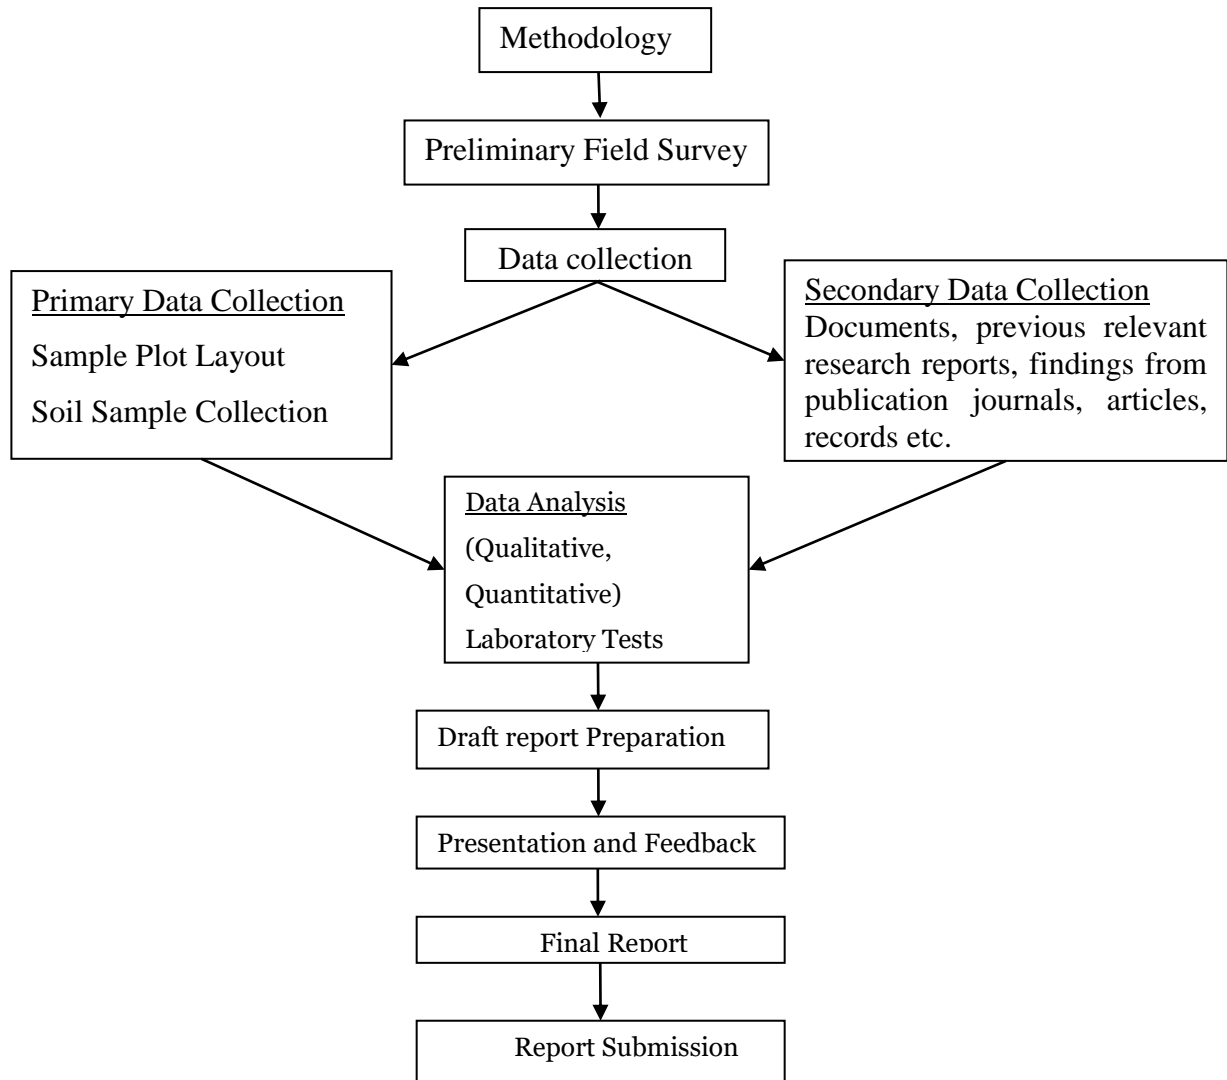 Methodology
Preliminary Field Survey
Data collection
Primary Data Collection
Sample Plot Layout
Soil Sample Collection
Secondary Data Collection
Documents, previous relevant
research reports, findings from
publication journals, articles,
records etc.
Data Analysis
(Qualitative,
Quantitative)
Laboratory Tests
Draft report Preparation
Presentation and Feedback
Final Report
Report Submission